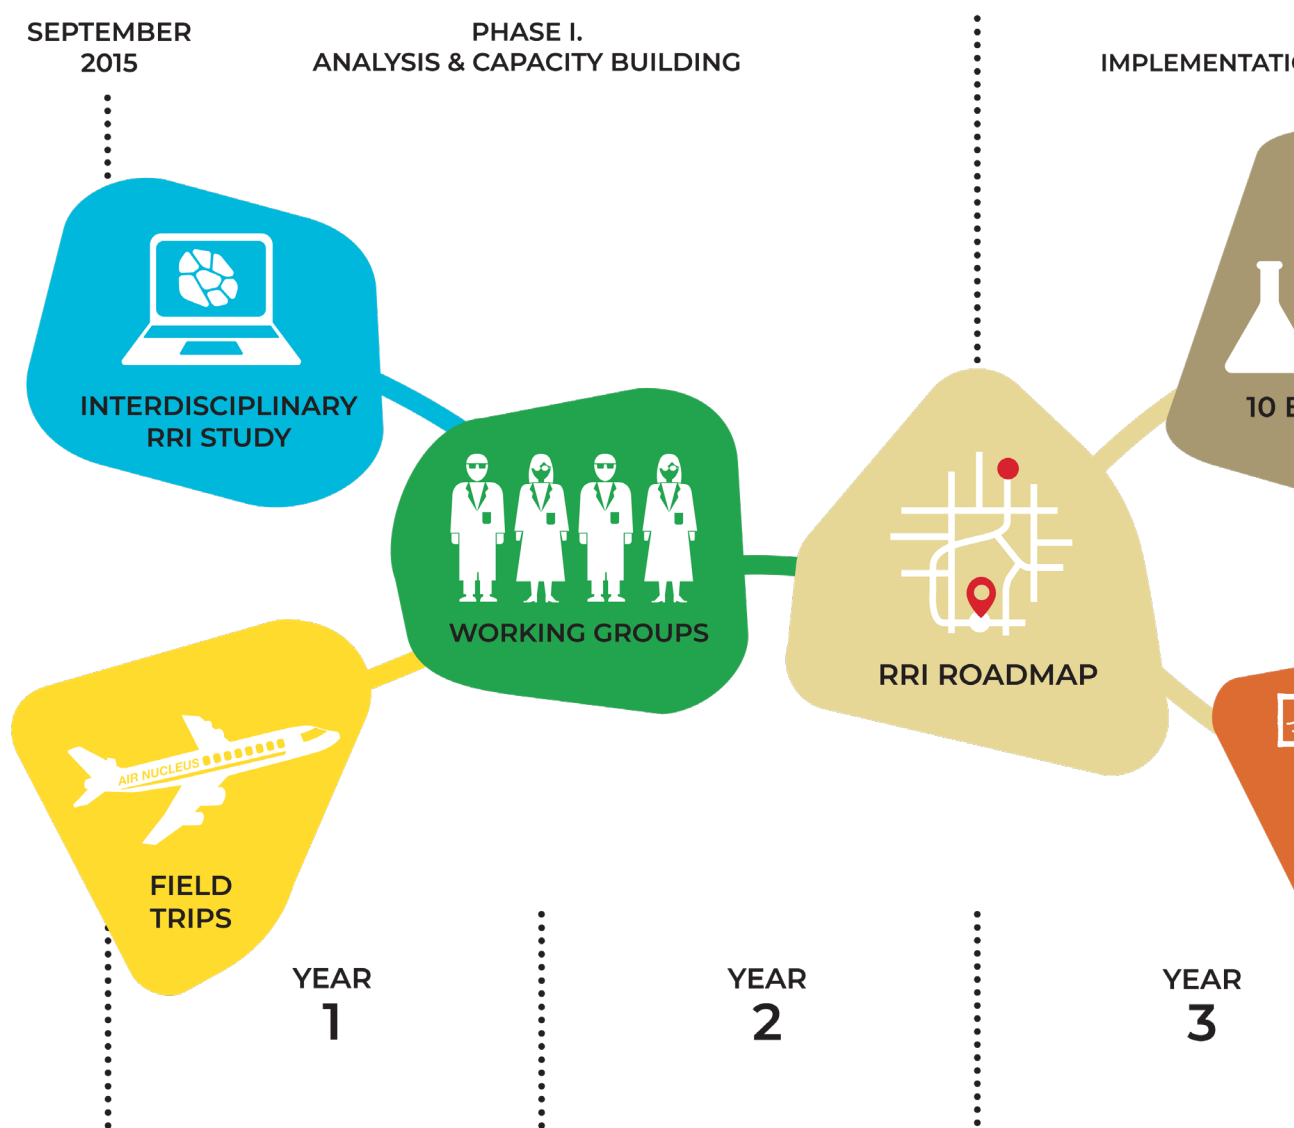 SEPTEMBER
2015
PHASE I.
ANALYSIS & CAPACITY BUILDING
INTERDISCIPLINARY
RRI STUDY
WORKING GROUPS
RRI ROADMAP
10
AIR NUCLEUS
FIELD
TRIPS
YEAR
1
YEAR
2
YEAR
3